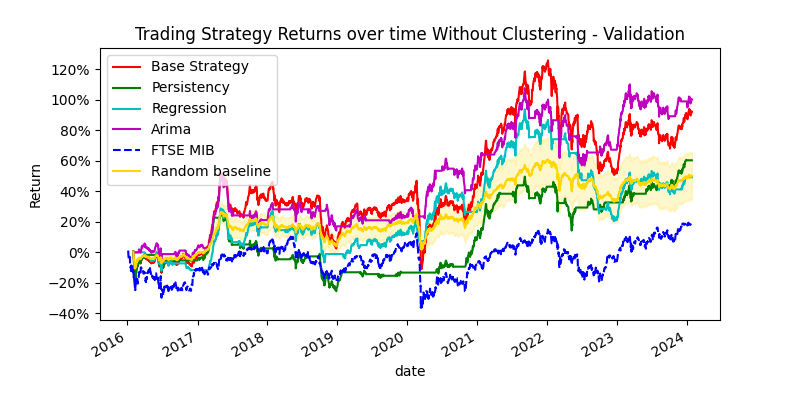 Trading Strategy Returns over time Without Clustering - Validation
Base Strategy
Persistency
Regression
Arima
FTSE MIB
Random baseline
Return
120%
100%
80%
60%
40%
20%
0%
−20%
−40%
2016
2017
2018
2019
2020
2021
2022
2023
2024
date